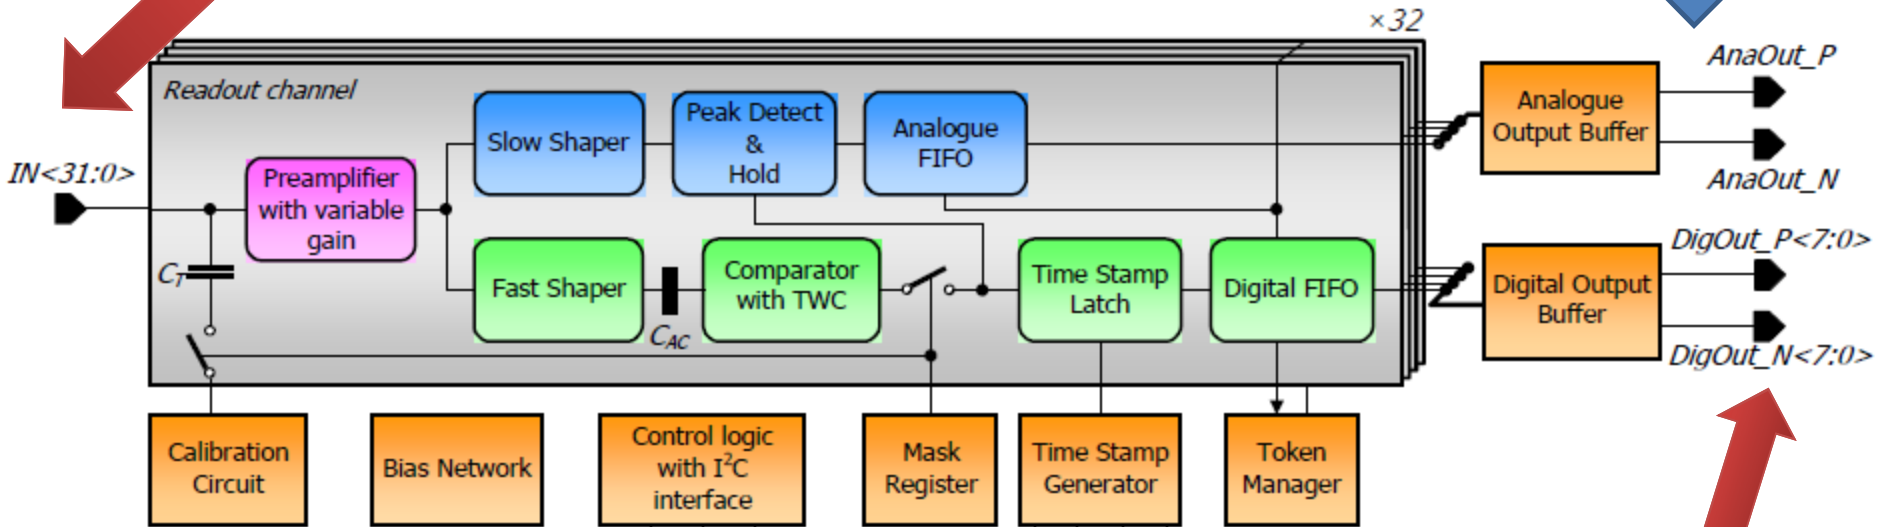 ×32
Readout channel
IN<31:0>
Preamplifier
with variable
gain
Slow Shaper
Peak Detect
&
Hold
Analogue
FIFO
C_T
Fast Shaper
C_AC
Comparator
with TWC
Time Stamp
Latch
Digital FIFO
Analogue
Output Buffer
AnaOut_P
AnaOut_N
Digital Output
Buffer
DigOut_P<7:0>
DigOut_N<7:0>
Calibration
Circuit
Bias Network
Control logic
with I²C
interface
Mask
Register
Time Stamp
Generator
Token
Manager